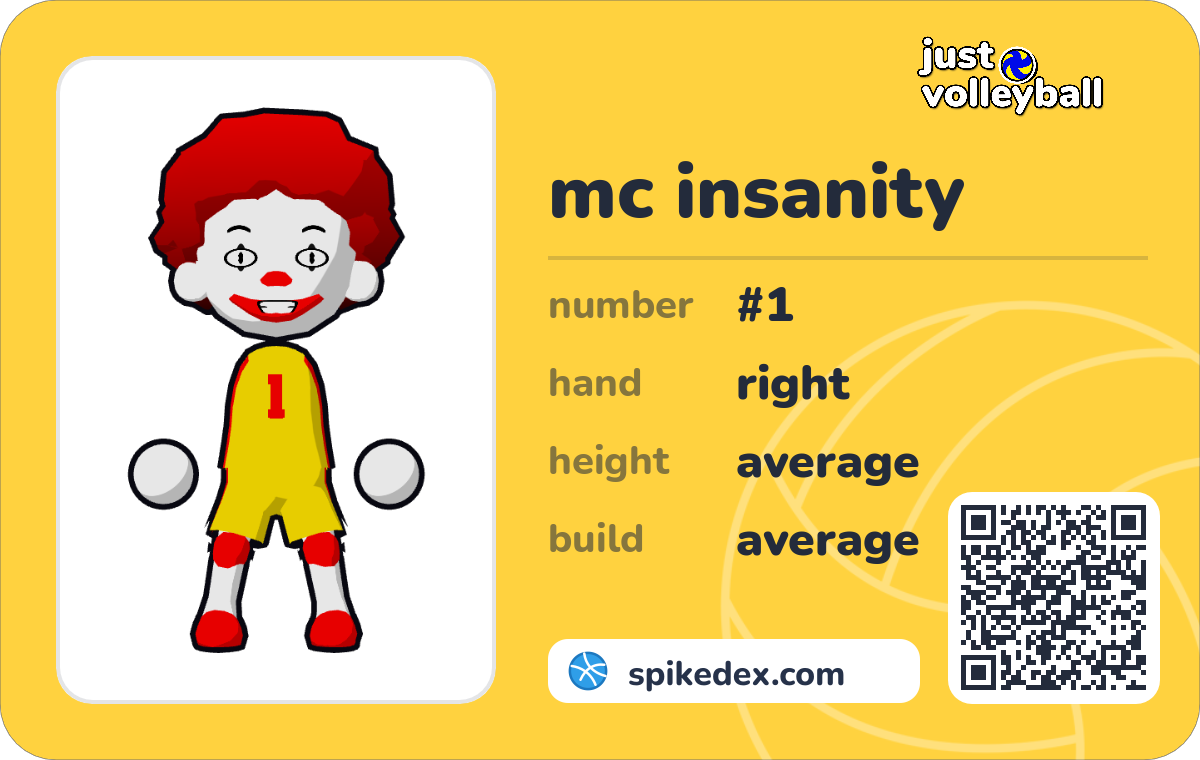 just
volleyball
mc insanity
number #1
hand right
height average
build average
1
spikedex.com